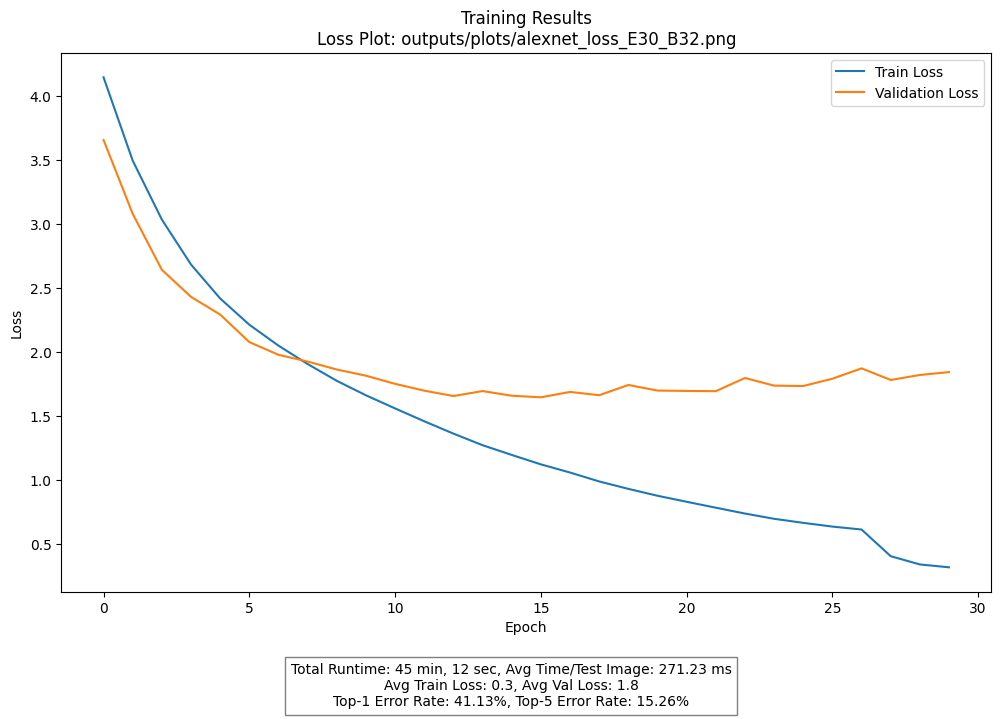 Training Results
Loss Plot: outputs/plots/alexnet_loss_E30_B32.png
Train Loss
Validation Loss
4.0
3.5
3.0
2.5
2.0
1.5
1.0
0.5
Loss
0 5 10 15 20 25 30
Epoch
Total Runtime: 45 min, 12 sec, Avg Time/Test Image: 271.23 ms
Avg Train Loss: 0.3, Avg Val Loss: 1.8
Top-1 Error Rate: 41.13%, Top-5 Error Rate: 15.26%